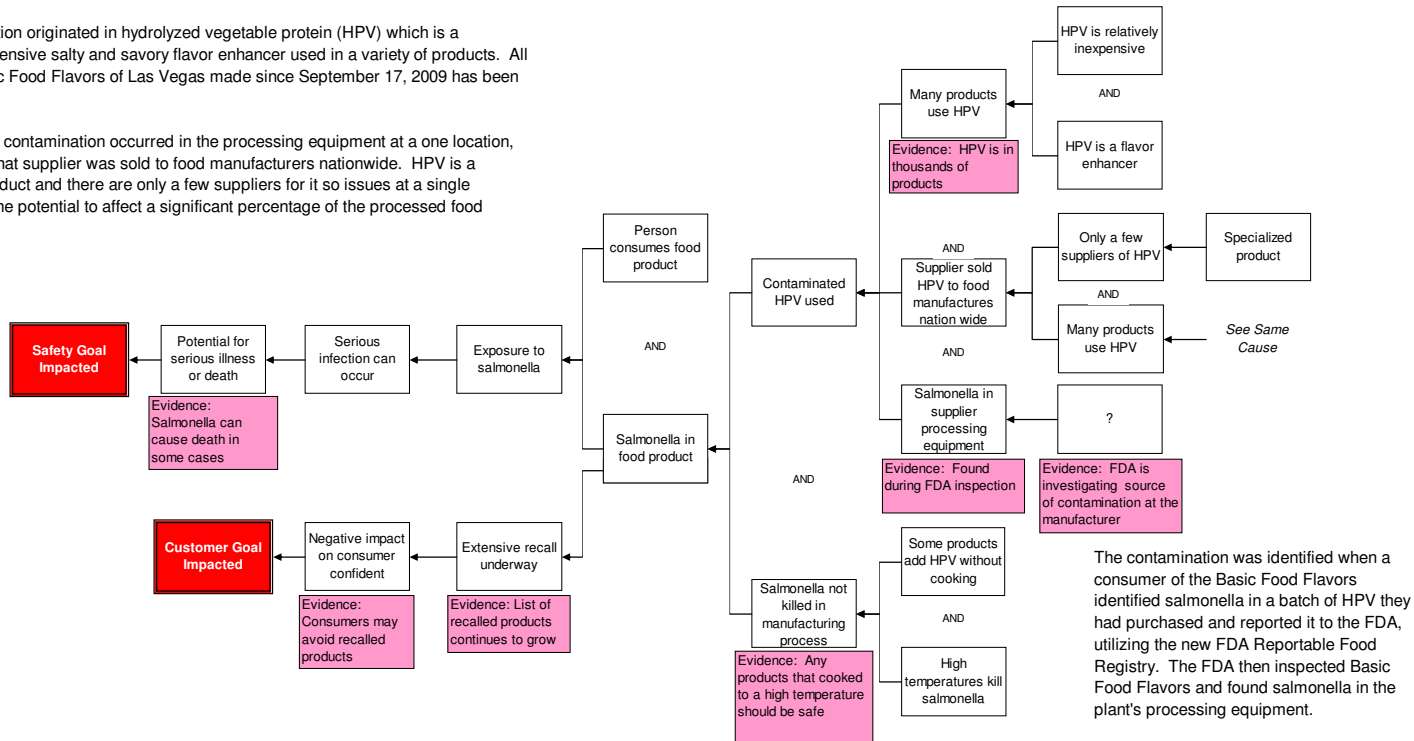 tion originated in hydrolyzed vegetable protein (HPV) which is a
ensive salty and savory flavor enhancer used in a variety of products.  All
c Food Flavors of Las Vegas made since September 17, 2009 has been
contamination occurred in the processing equipment at a one location,
hat supplier was sold to food manufacturers nationwide.  HPV is a
duct and there are only a few suppliers for it so issues at a single
he potential to affect a significant percentage of the processed food
HPV is relatively
inexpensive
AND
HPV is a flavor
enhancer
Many products
use HPV
Evidence:  HPV is in
thousands of
products
Person
consumes food
product
AND
Contaminated
HPV used
AND
Supplier sold
HPV to food
manufactures
nation wide
AND
Only a few
suppliers of HPV
Specialized
product
AND
Many products
use HPV
See Same
Cause
Safety Goal
Impacted
Potential for
serious illness
or death
Evidence:
Salmonella can
cause death in
some cases
Serious
infection can
occur
Exposure to
salmonella
Salmonella in
food product
AND
Salmonella in
supplier
processing
equipment
Evidence:  Found
during FDA inspection
?
Evidence:  FDA is
investigating  source
of contamination at the
manufacturer
Customer Goal
Impacted
Negative impact
on consumer
confident
Evidence:
Consumers may
avoid recalled
products
Extensive recall
underway
Evidence: List of
recalled products
continues to grow
Salmonella not
killed in
manufacturing
process
Evidence:  Any
products that cooked
to a high temperature
should be safe
Some products
add HPV without
cooking
AND
High
temperatures kill
salmonella
The contamination was identified when a
consumer of the Basic Food Flavors
identified salmonella in a batch of HPV they
had purchased and reported it to the FDA,
utilizing the new FDA Reportable Food
Registry.  The FDA then inspected Basic
Food Flavors and found salmonella in the
plant's processing equipment.